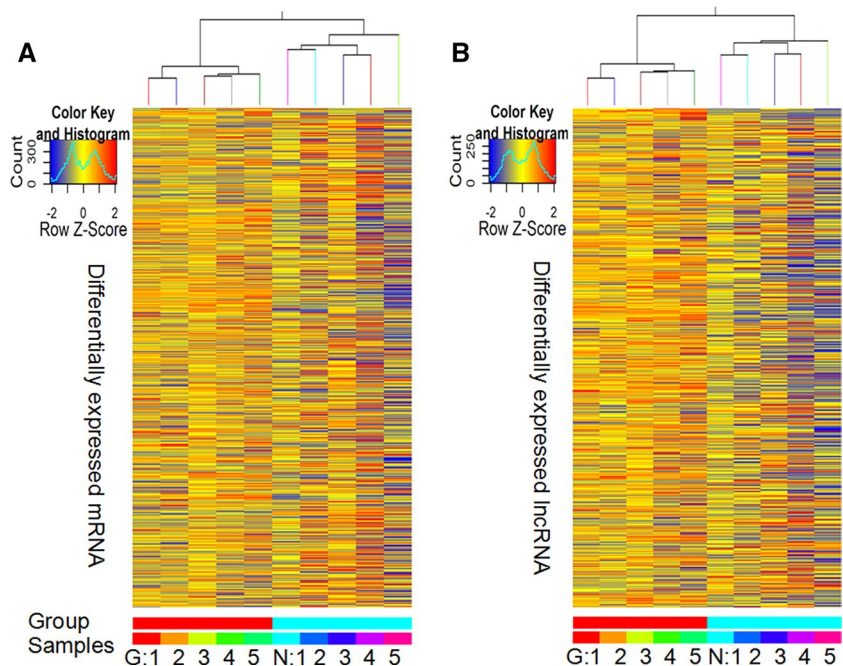 A
Color Key
and Histogram
Count
0 300
-2 0 2
Row Z-Score
Differentially expressed mRNA
Group
Samples
G:1 2 3 4 5 N:1 2 3 4 5
B
Color Key
and Histogram
Count
0 250
-2 0 2
Row Z-Score
Differentially expressed lncRNA
G:1 2 3 4 5 N:1 2 3 4 5